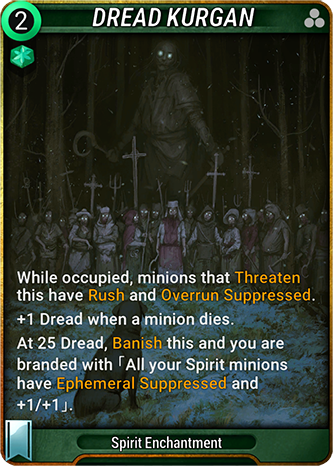 2
DREAD KURGAN
While occupied, minions that Threaten
this have Rush and Overrun Suppressed.
+1 Dread when a minion dies.
At 25 Dread, Banish this and you are
branded with 「All your Spirit minions
have Ephemeral Suppressed and
+1/+1」.
Spirit Enchantment